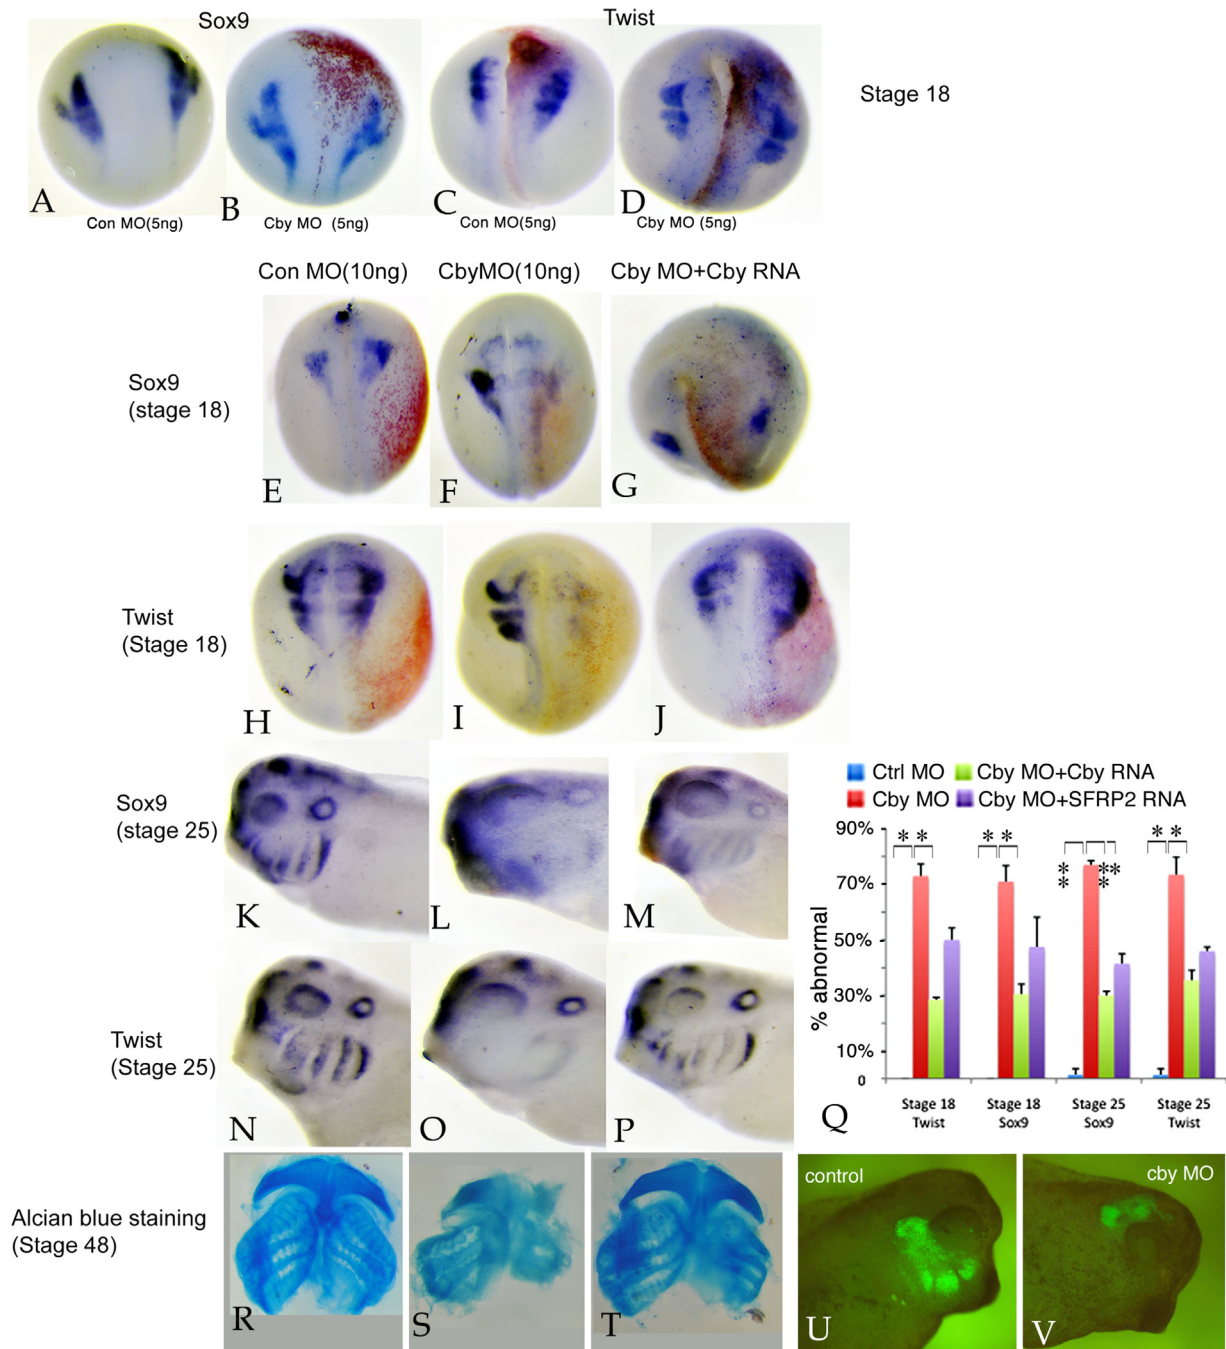 Sox9
Twist
Stage 18
A
B
C
D
Con MO(5ng)
Cby MO (5ng)
Con MO(5ng)
Cby MO (5ng)
Con MO(10ng)
CbyMO(10ng)
Cby MO+Cby RNA
Sox9
(stage 18)
E
F
G
Twist
(Stage 18)
H
I
J
Sox9
(stage 25)
K
L
M
Twist
(Stage 25)
N
O
P
Ctrl MO
Cby MO+Cby RNA
Cby MO
Cby MO+SFRP2 RNA
% abnormal
90%
70%
50%
30%
10%
0
* *
* *
* *
* *
*
* *
Stage 18
Twist
Stage 18
Sox9
Stage 25
Sox9
Stage 25
Twist
Q
Alcian blue staining
(Stage 48)
R
S
T
control
U
cby MO
V